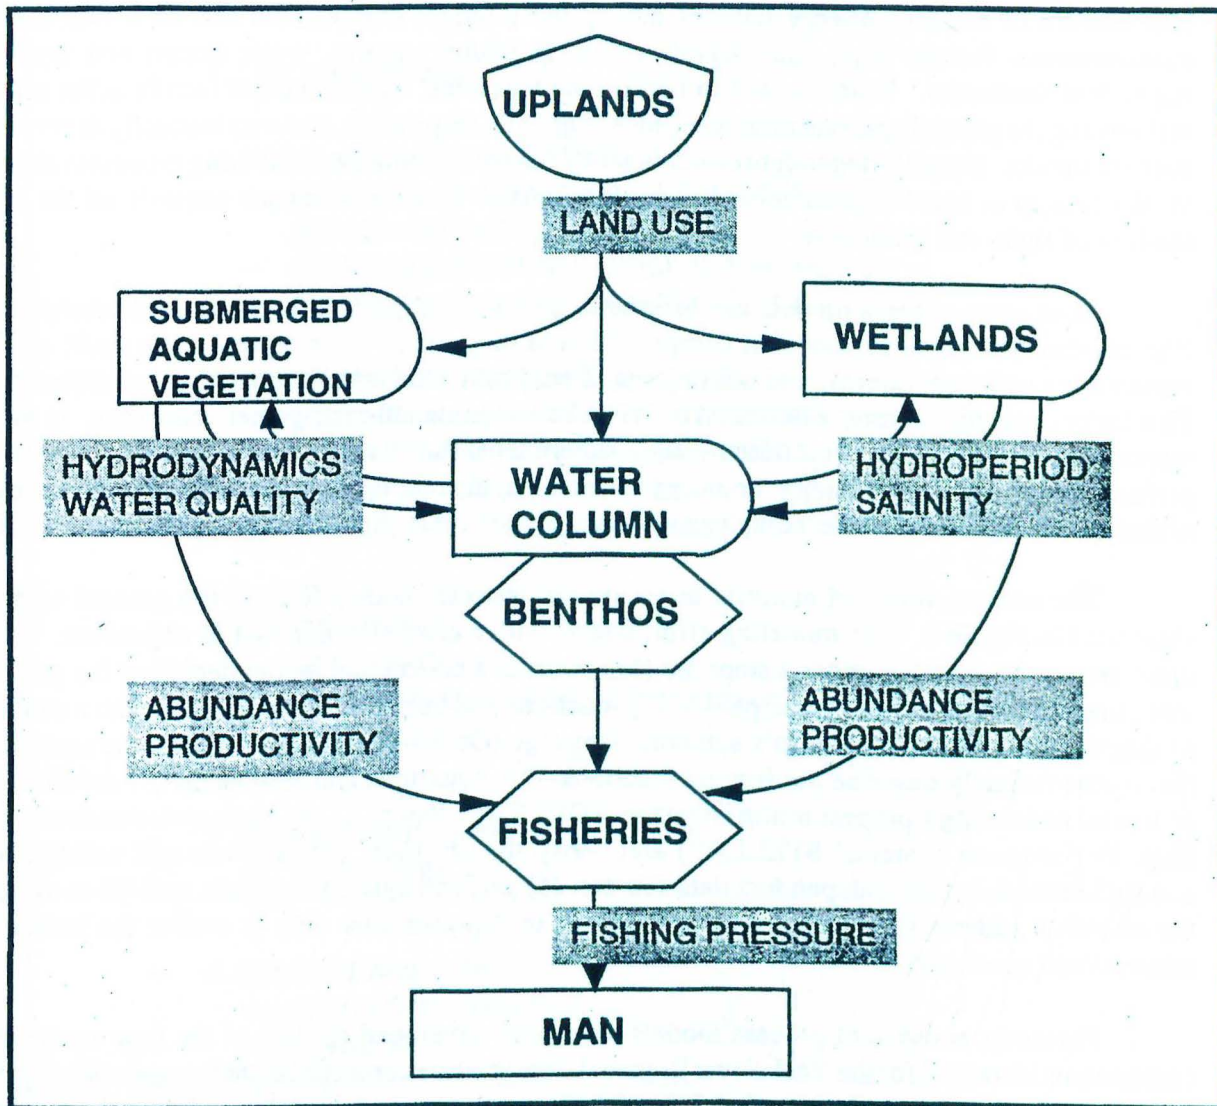 UPLANDS
LAND USE
SUBMERGED
AQUATIC
VEGETATION
WETLANDS
HYDRODYNAMICS
WATER QUALITY
WATER
COLUMN
HYDROPERIOD
SALINITY
BENTHOS
ABUNDANCE
PRODUCTIVITY
ABUNDANCE
PRODUCTIVITY
FISHERIES
FISHING PRESSURE
MAN